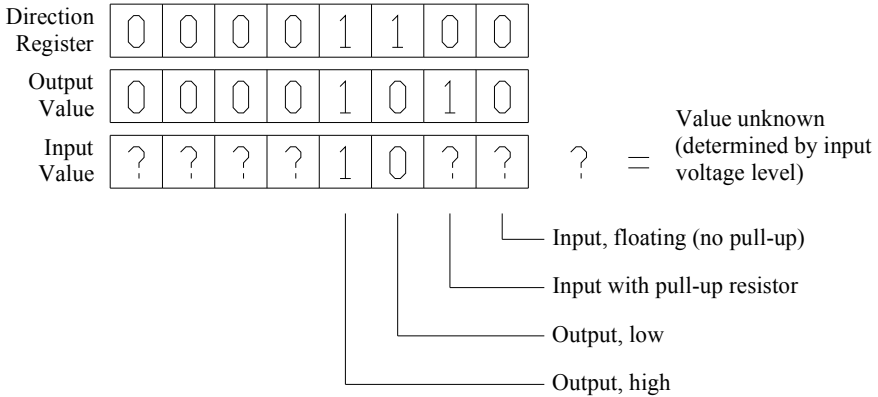 Direction
Register
0 0 0 0 1 1 0 0
Output
Value
0 0 0 0 1 0 1 0
Input
Value
? ? ? ? 1 0 ? ?
? = Value unknown
(determined by input
voltage level)
Input, floating (no pull-up)
Input with pull-up resistor
Output, low
Output, high